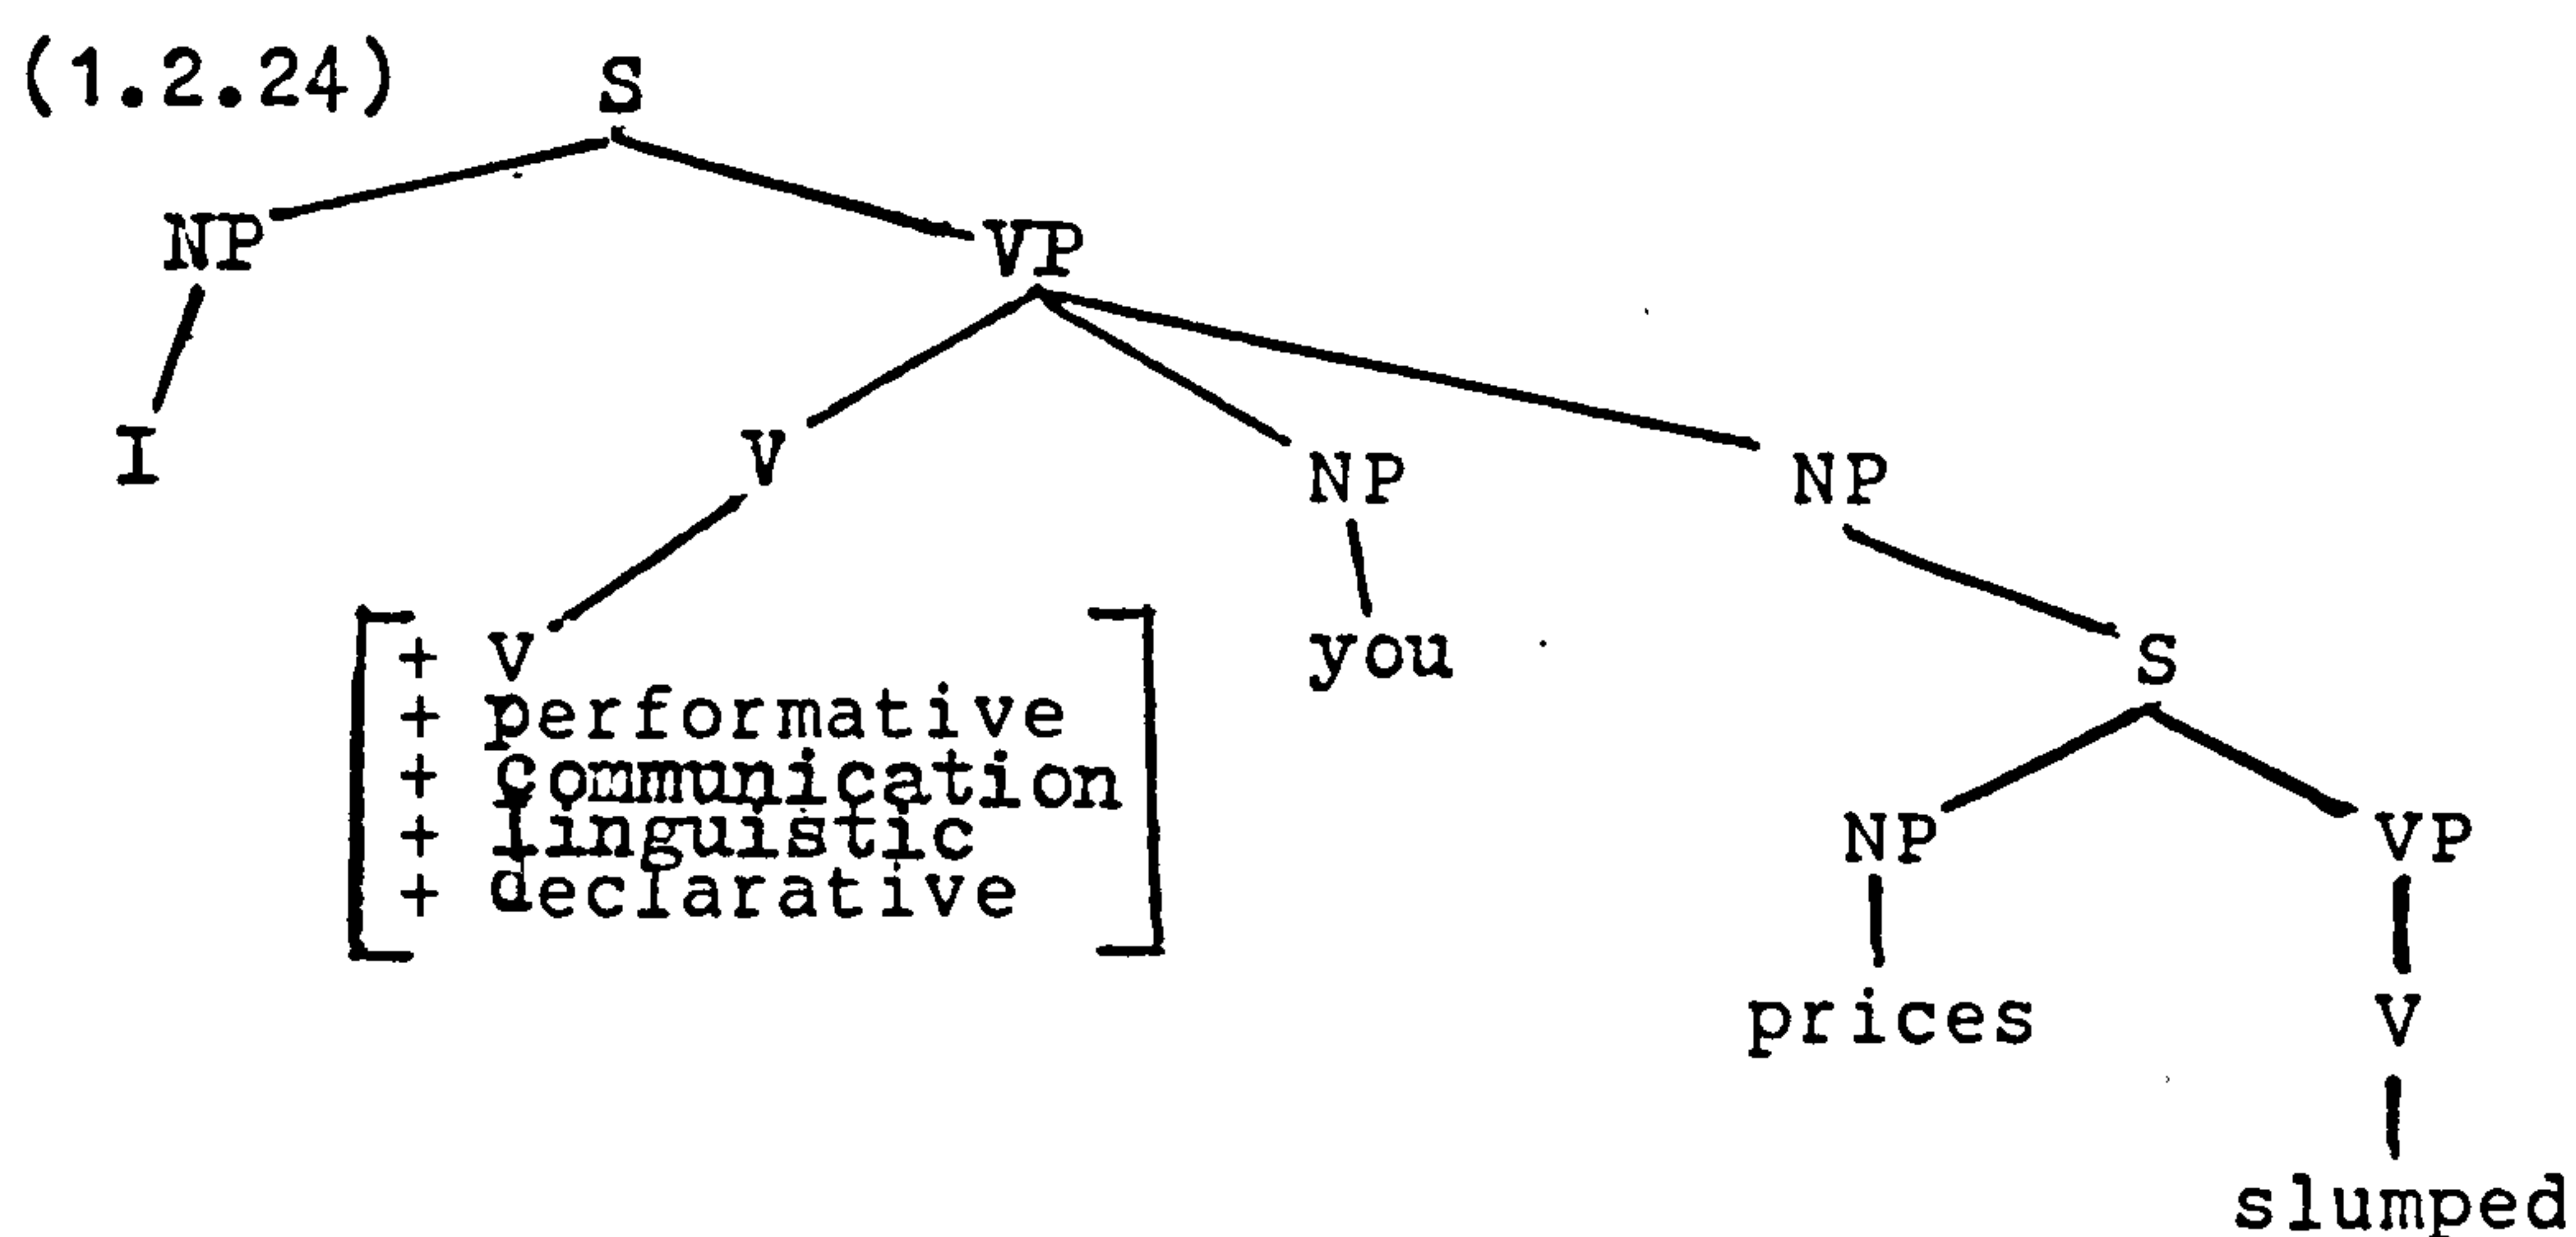 (1.2.24) S
NP VP
I V NP NP
+ V you S
+ performative
+ communication
+ linguistic NP VP
+ declarative
prices V
slumped